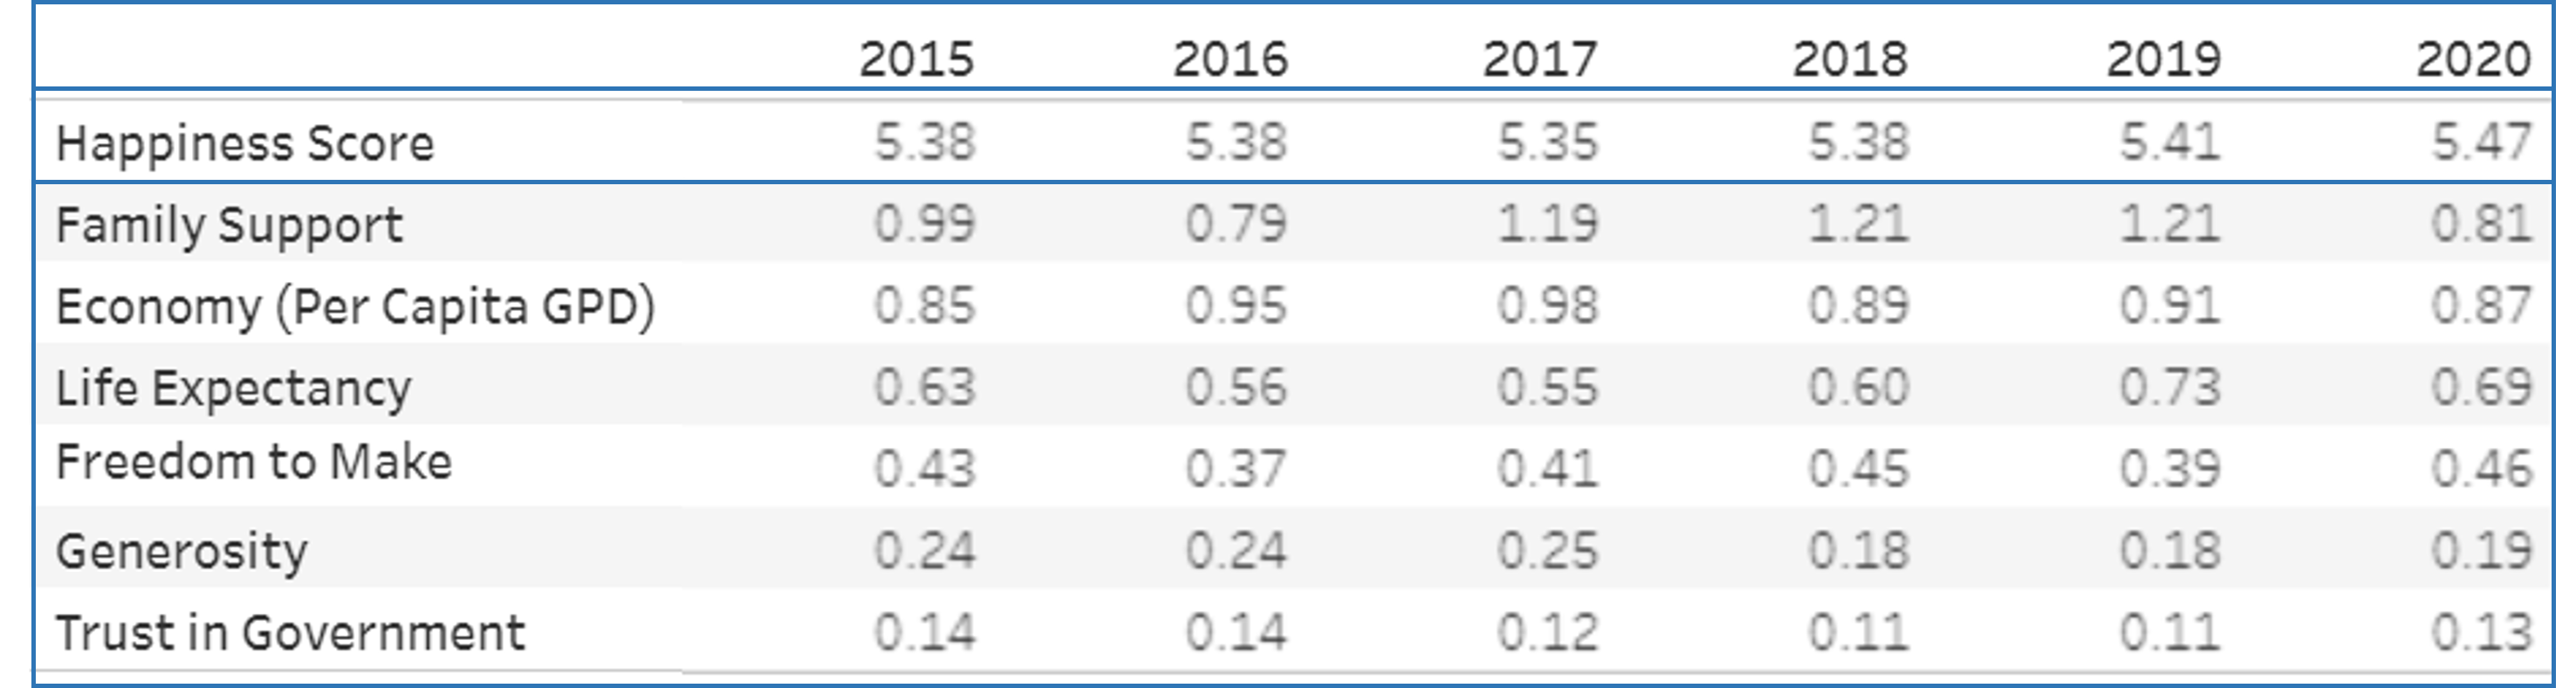 2015 2016 2017 2018 2019 2020
Happiness Score 5.38 5.38 5.35 5.38 5.41 5.47
Family Support 0.99 0.79 1.19 1.21 1.21 0.81
Economy (Per Capita GPD) 0.85 0.95 0.98 0.89 0.91 0.87
Life Expectancy 0.63 0.56 0.55 0.60 0.73 0.69
Freedom to Make 0.43 0.37 0.41 0.45 0.39 0.46
Generosity 0.24 0.24 0.25 0.18 0.18 0.19
Trust in Government 0.14 0.14 0.12 0.11 0.11 0.13